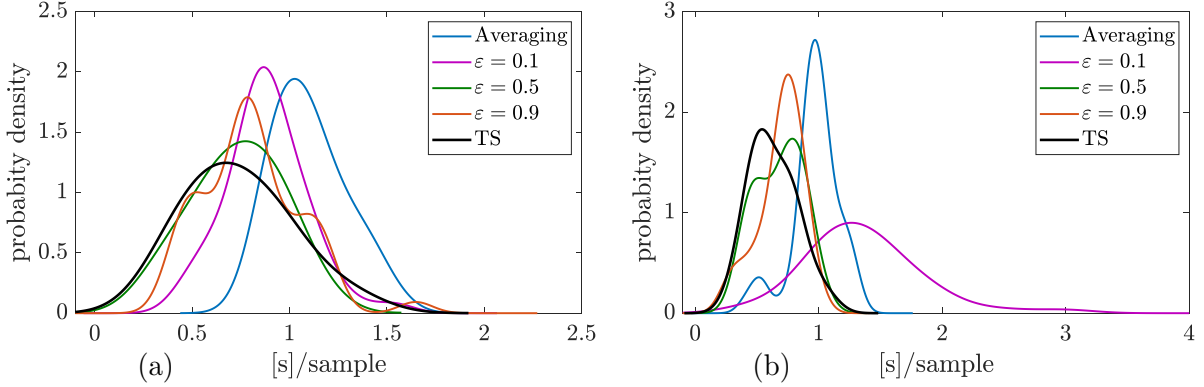 2.5
2
1.5
1
0.5
0
probabity density
0
0.5
1
1.5
2
2.5
(a)
[s]/sample
Averaging
ε = 0.1
ε = 0.5
ε = 0.9
TS
3
2
1
0
probabity density
0
1
2
3
4
(b)
[s]/sample
Averaging
ε = 0.1
ε = 0.5
ε = 0.9
TS